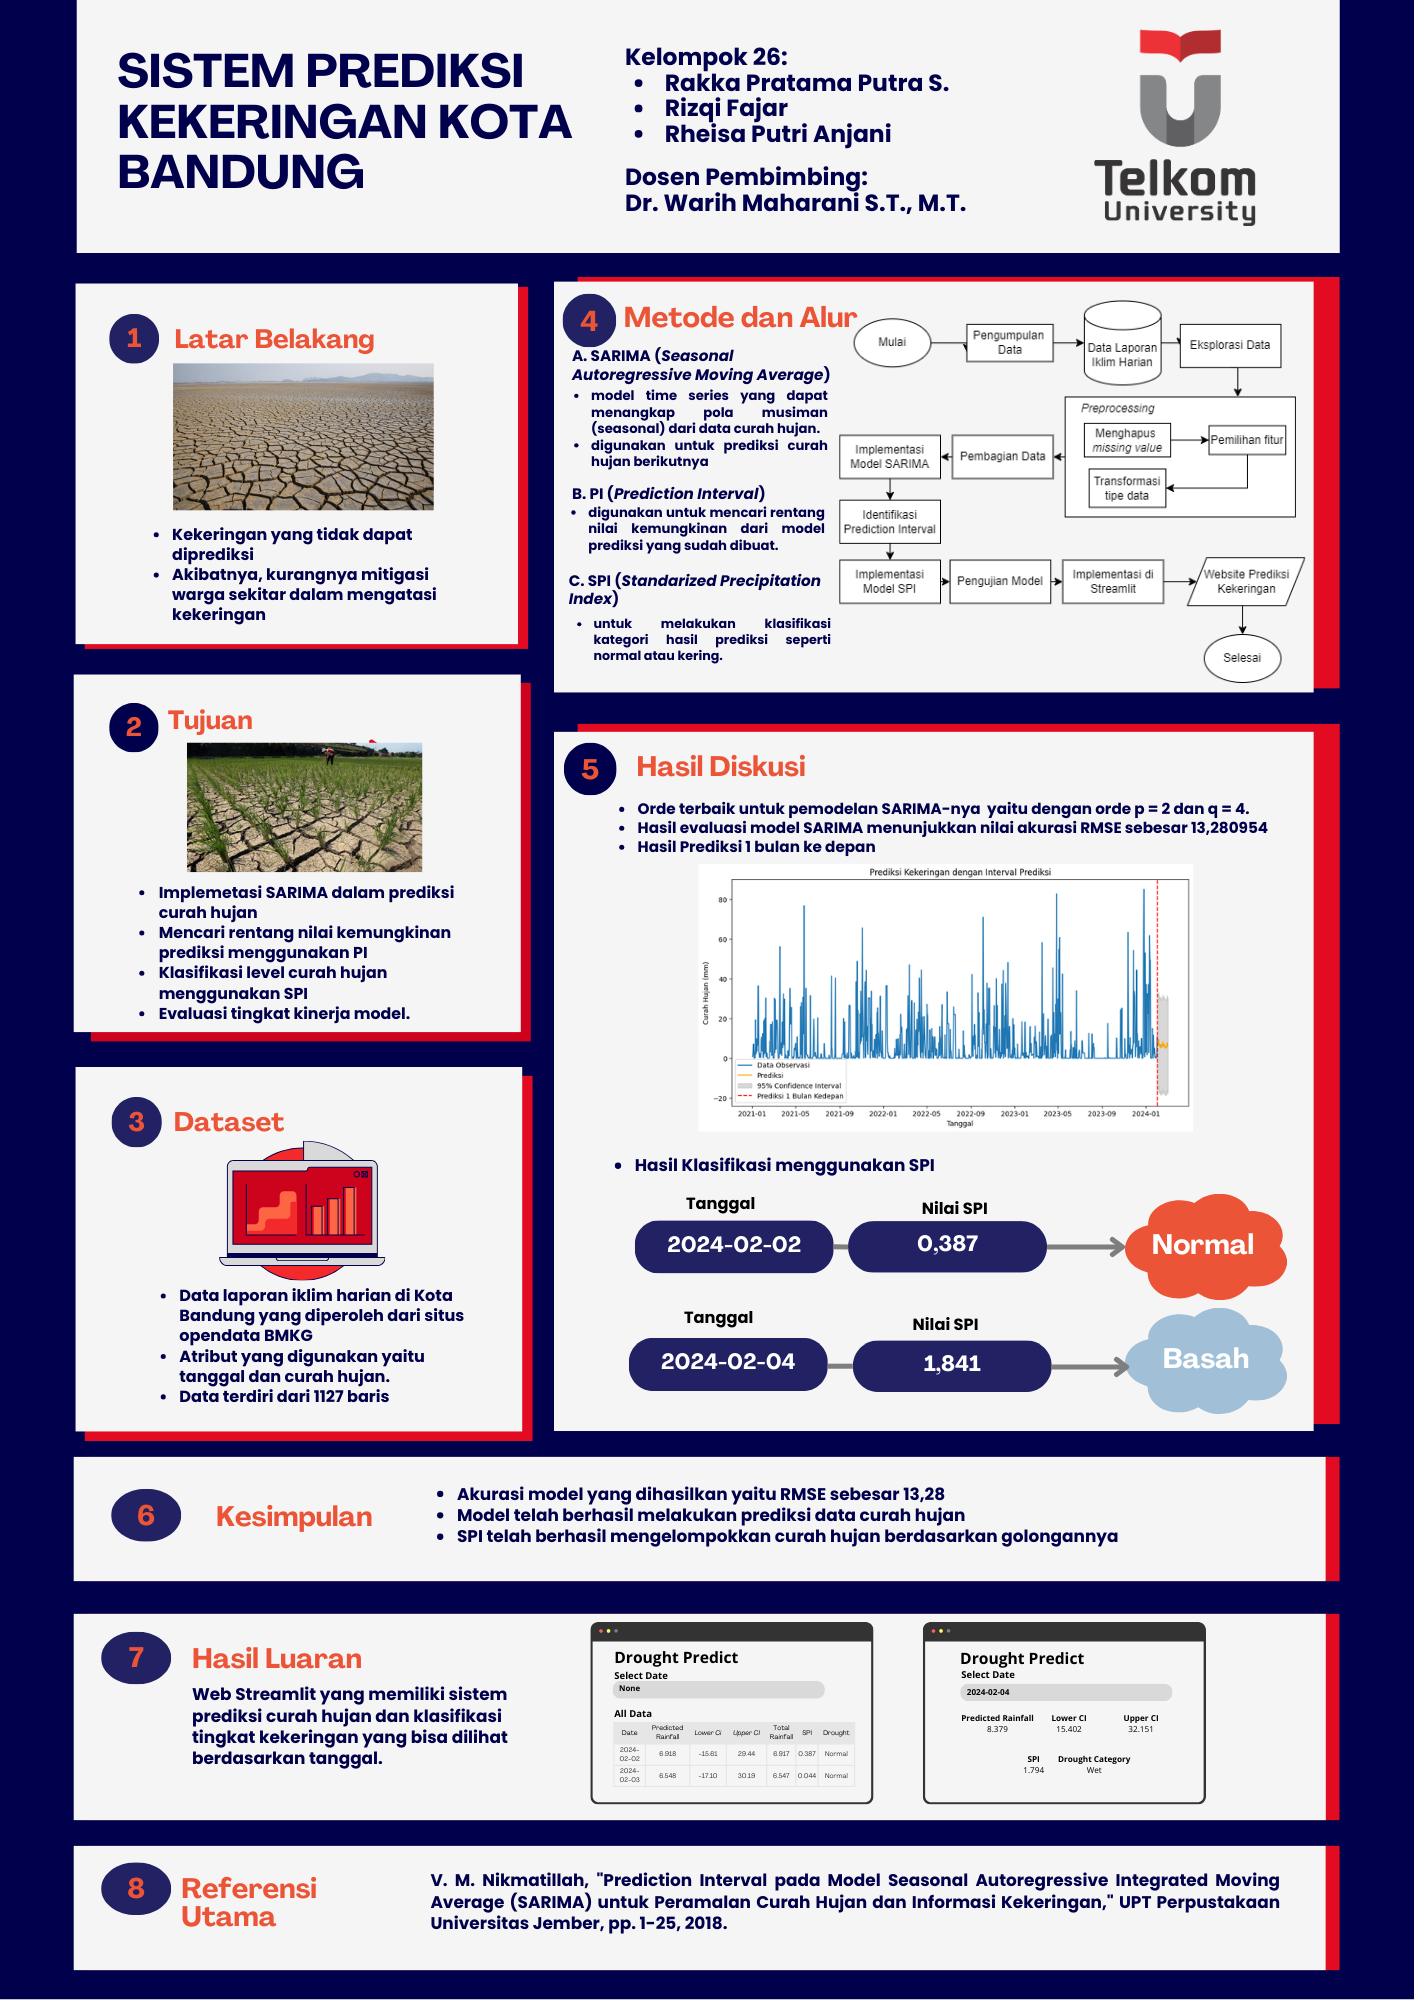 SISTEM PREDIKSI
KEKERINGAN KOTA
BANDUNG
Kelompok 26:
• Rakka Pratama Putra S.
• Rizqi Fajar
• Rheisa Putri Anjani
Dosen Pembimbing:
Dr. Warih Maharani S.T., M.T.
Telkom
University
1
Latar Belakang
• Kekeringan yang tidak dapat
diprediksi
• Akibatnya, kurangnya mitigasi
warga sekitar dalam mengatasi
kekeringan
2
Tujuan
• Implemetasi SARIMA dalam prediksi
curah hujan
• Mencari rentang nilai kemungkinan
prediksi menggunakan PI
• Klasifikasi level curah hujan
menggunakan SPI
• Evaluasi tingkat kinerja model.
3
Dataset
• Data laporan iklim harian di Kota
Bandung yang diperoleh dari situs
opendata BMKG
• Atribut yang digunakan yaitu
tanggal dan curah hujan.
• Data terdiri dari 1127 baris
4
Metode dan Alur
A. SARIMA (Seasonal
Autoregressive Moving Average)
• model time series yang dapat
menangkap pola musiman
(seasonal) dari data curah hujan.
• digunakan untuk prediksi curah
hujan berikutnya
B. PI (Prediction Interval)
• digunakan untuk mencari rentang
nilai kemungkinan dari model
prediksi yang sudah dibuat.
C. SPI (Standarized Precipitation
Index)
• untuk melakukan klasifikasi
kategori hasil prediksi seperti
normal atau kering.
Mulai
Pengumpulan
Data
Data Laporan
Iklim Harian
Eksplorasi Data
Preprocessing
Menghapus
missing value
Pemilihan fitur
Transformasi
tipe data
Pembagian Data
Implementasi
Model SARIMA
Identifikasi
Prediction Interval
Implementasi
Model SPI
Pengujian Model
Implementasi di
Streamlit
Website Prediksi
Kekeringan
Selesai
5
Hasil Diskusi
• Orde terbaik untuk pemodelan SARIMA-nya yaitu dengan orde p = 2 dan q = 4.
• Hasil evaluasi model SARIMA menunjukkan nilai akurasi RMSE sebesar 13,280954
• Hasil Prediksi 1 bulan ke depan
Prediksi Kekeringan dengan Interval Prediksi
Curah Hujan (mm)
80
60
40
20
0
−20
Data Observasi
Prediksi
95% Confidence Interval
Prediksi 1 Bulan Kedepan
2021-01 2021-05 2021-09 2022-01 2022-05 2022-09 2023-01 2023-05 2023-09 2024-01
Tanggal
• Hasil Klasifikasi menggunakan SPI
Tanggal Nilai SPI
2024-02-02 0,387 Normal
Tanggal Nilai SPI
2024-02-04 1,841 Basah
6
Kesimpulan
• Akurasi model yang dihasilkan yaitu RMSE sebesar 13,28
• Model telah berhasil melakukan prediksi data curah hujan
• SPI telah berhasil mengelompokkan curah hujan berdasarkan golongannya
7
Hasil Luaran
Web Streamlit yang memiliki sistem
prediksi curah hujan dan klasifikasi
tingkat kekeringan yang bisa dilihat
berdasarkan tanggal.
Drought Predict
Select Date
None
All Data
Date Predicted Rainfall Lower Ci Upper CI Total Rainfall SPI Drought
2024-02-02 6.918 -15.61 29.44 6.917 0.387 Normal
2024-02-03 6.548 -17.10 30.19 6.547 0.044 Normal
Drought Predict
Select Date
2024-02-04
Predicted Rainfall Lower CI Upper CI
8.379 15.402 32.151
SPI Drought Category
1.794 Wet
8
Referensi
Utama
V. M. Nikmatillah, "Prediction Interval pada Model Seasonal Autoregressive Integrated Moving
Average (SARIMA) untuk Peramalan Curah Hujan dan Informasi Kekeringan," UPT Perpustakaan
Universitas Jember, pp. 1-25, 2018.